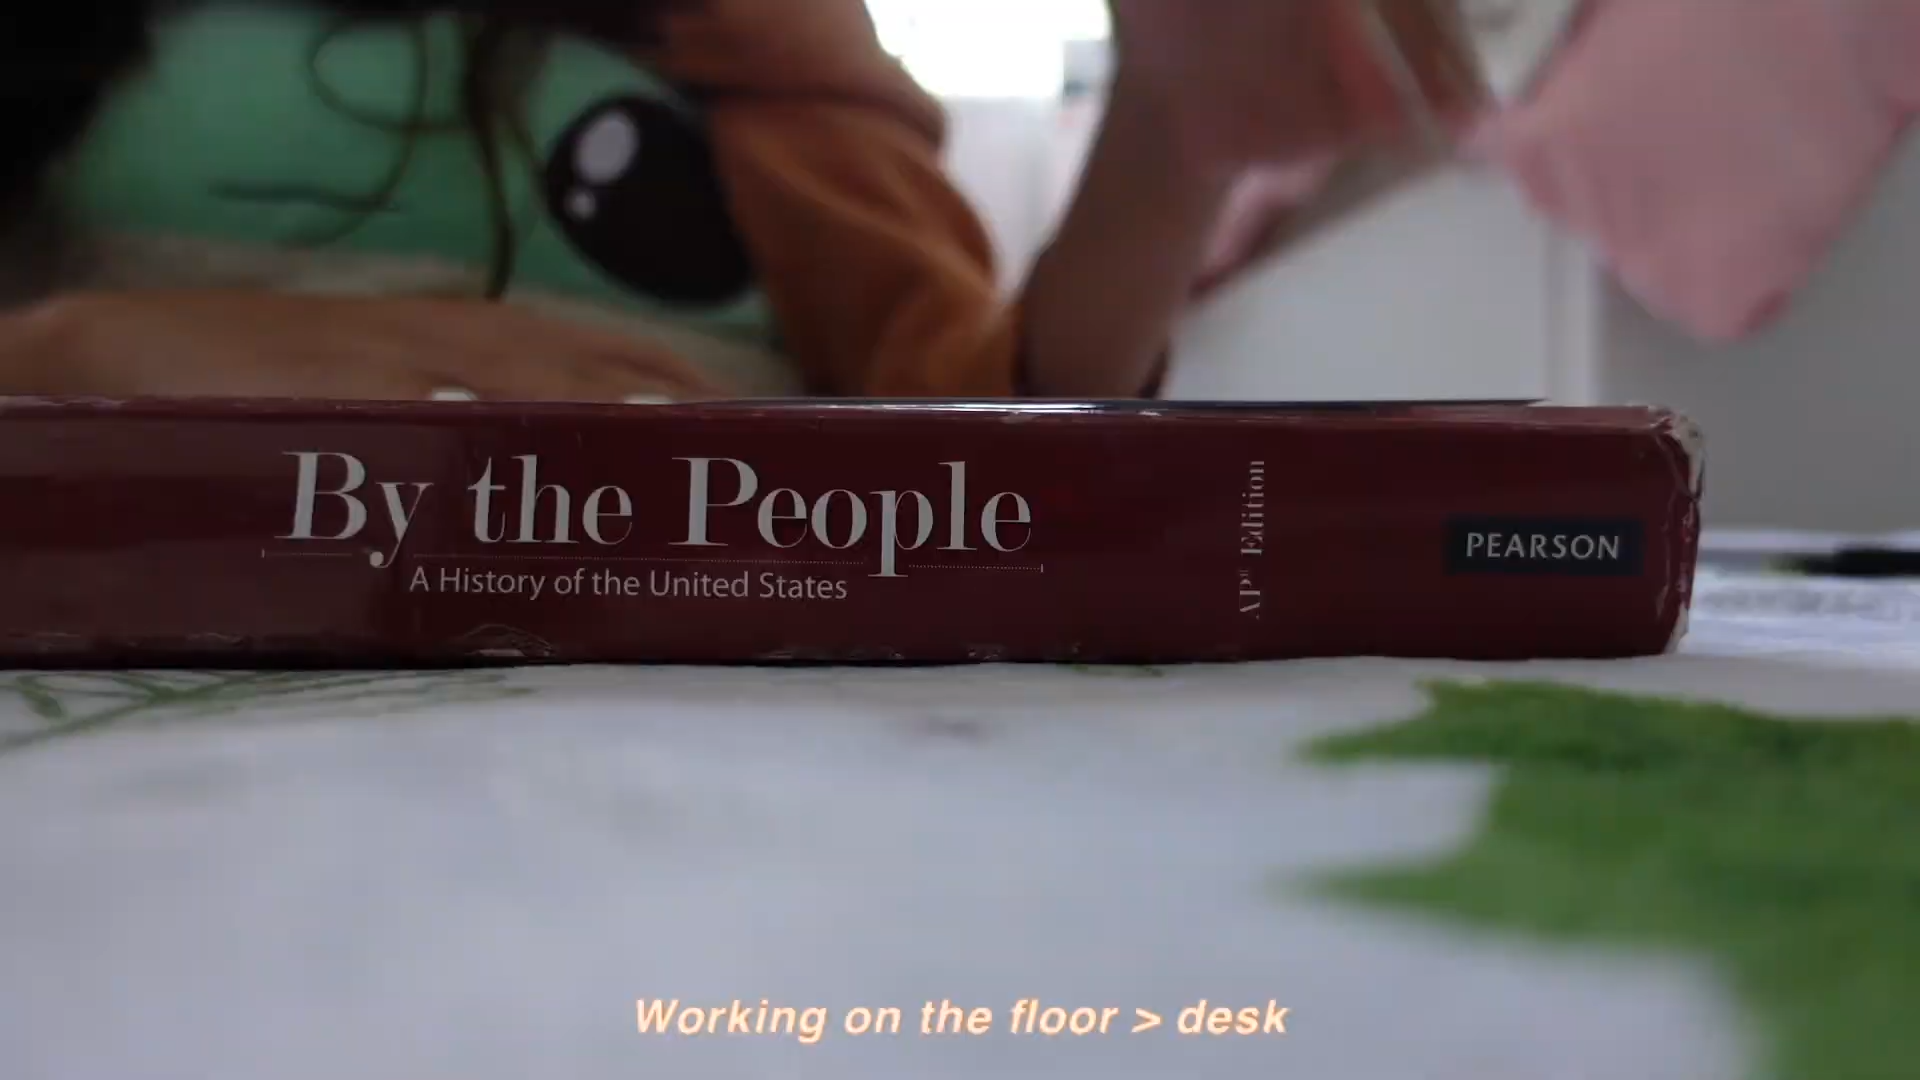 By the People
A History of the United States
AP® Edition
PEARSON
Working on the floor > desk